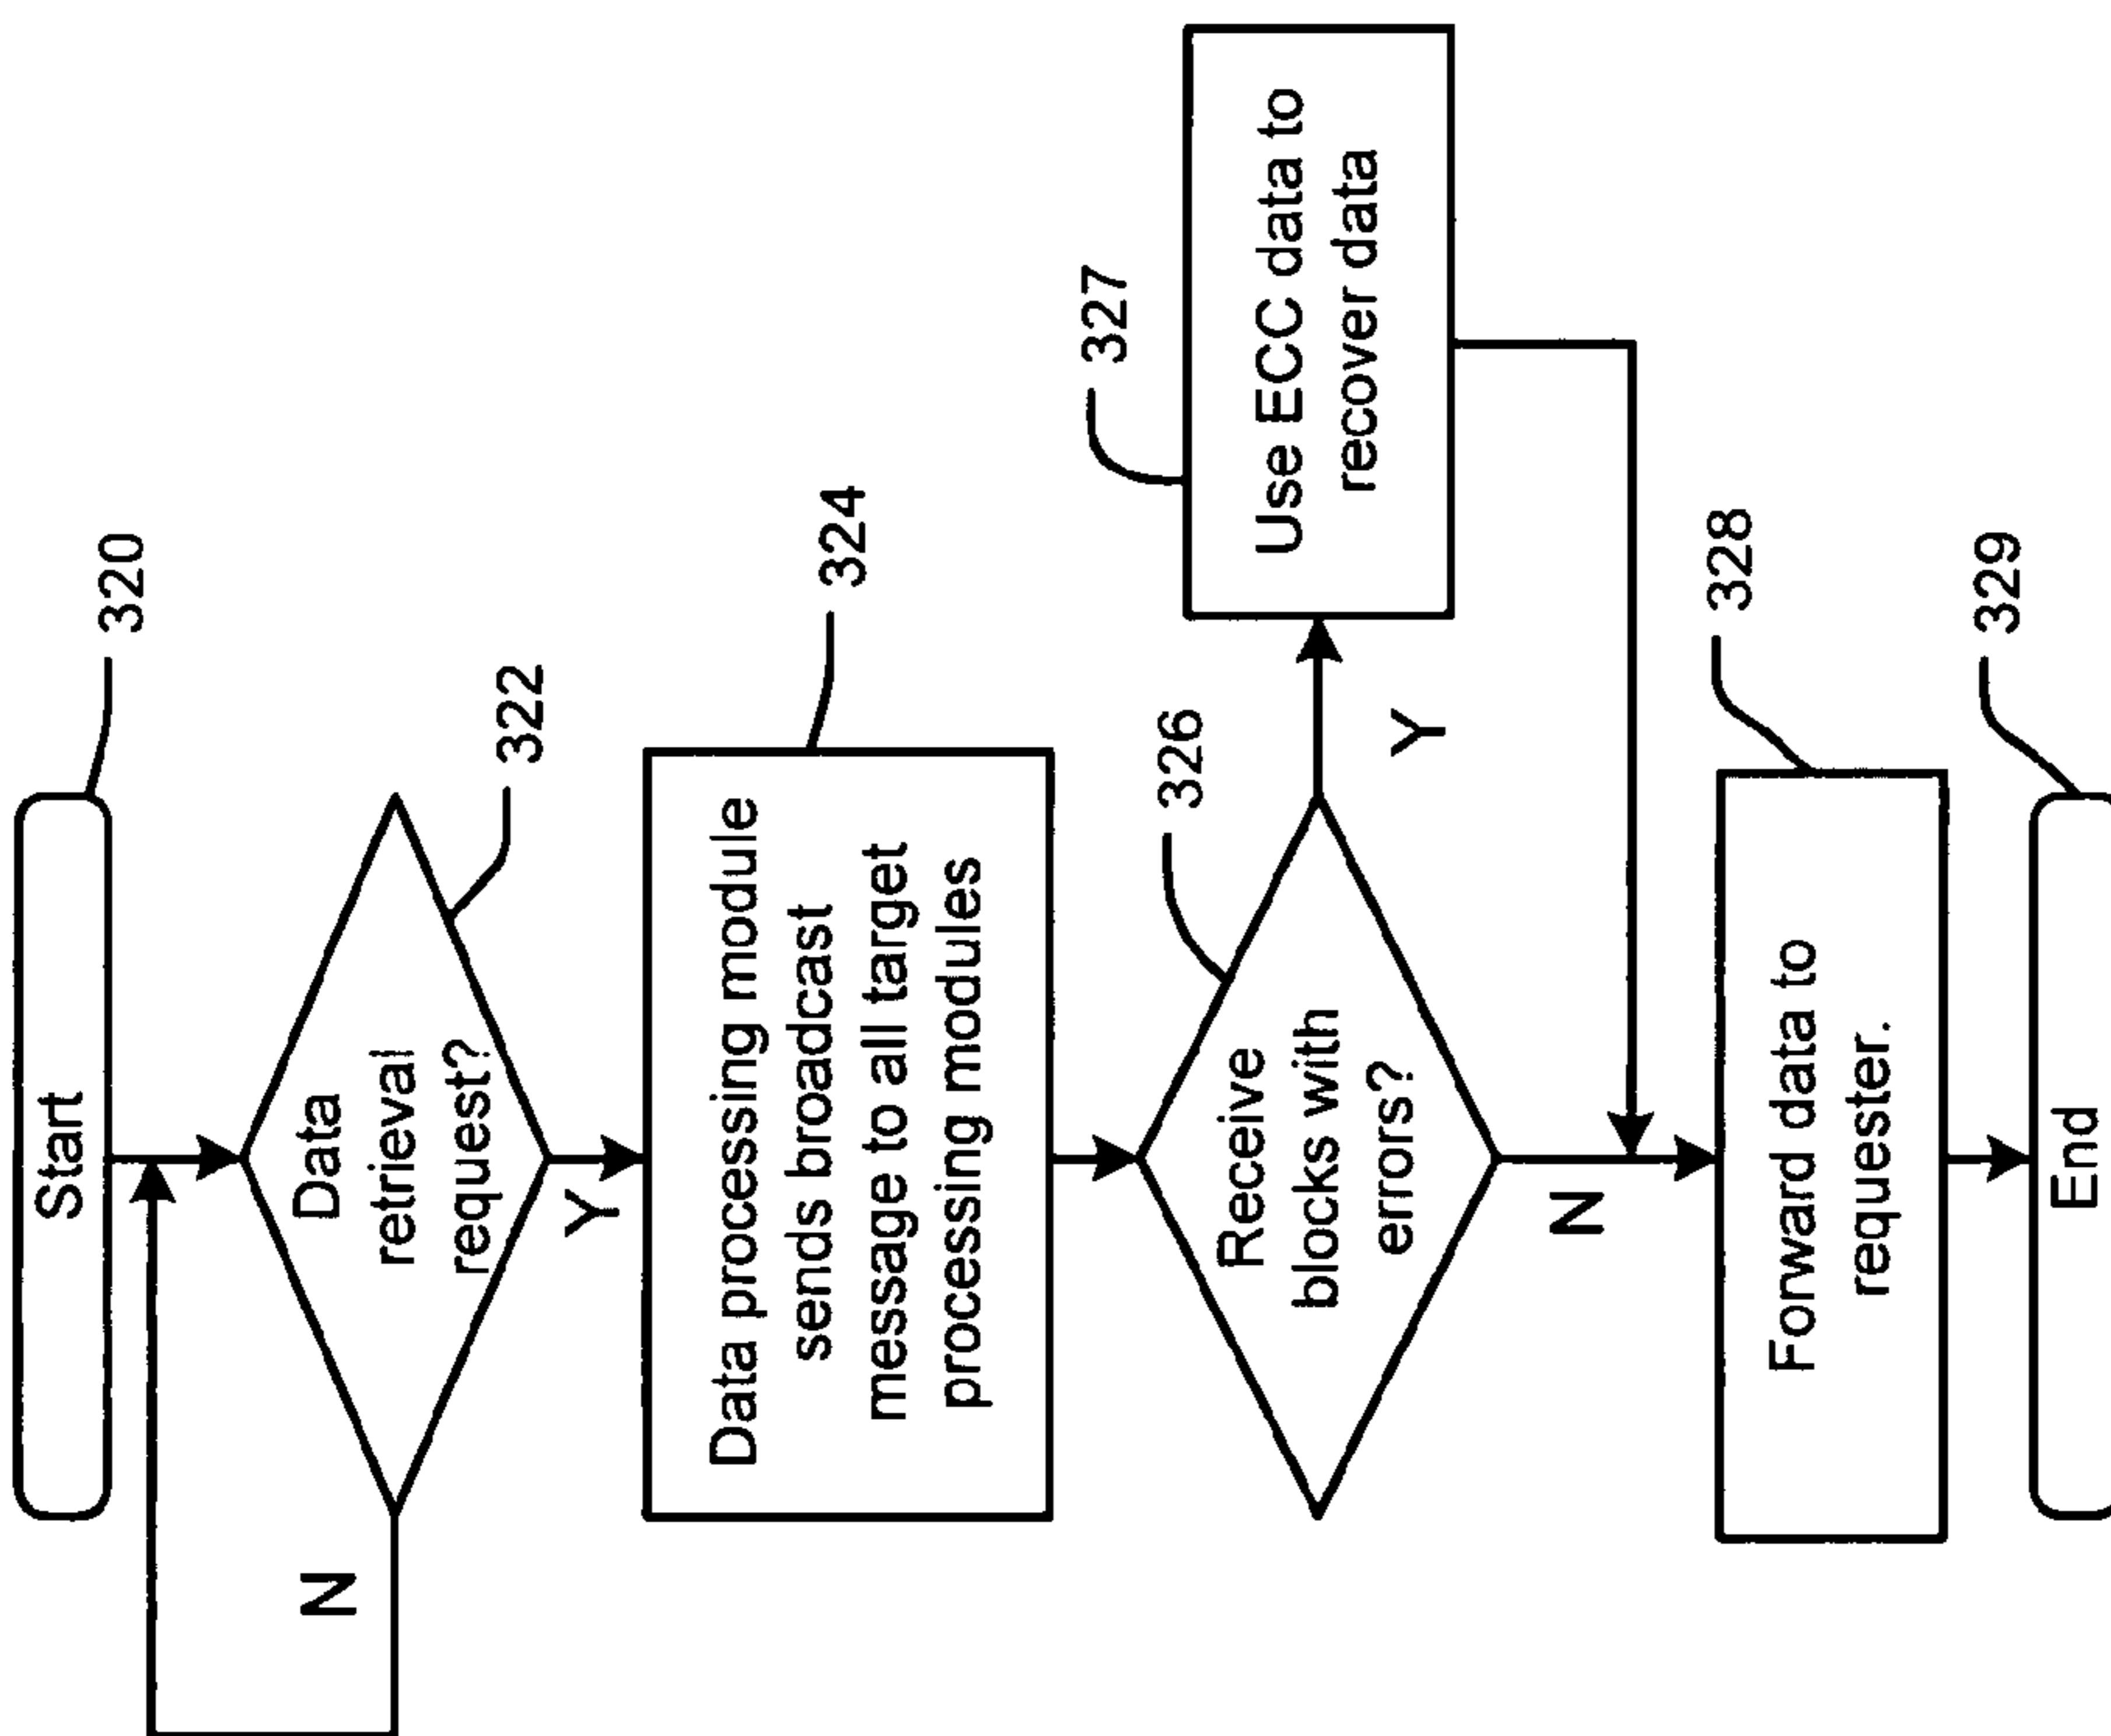 Start
320
Data
retrieval
request?
322
N
Y
Data processing module
sends broadcast
message to all target
processing modules
324
Receive
blocks with
errors?
326
Y
N
Use ECC data to
recover data
327
Forward data to
requester.
328
End
329